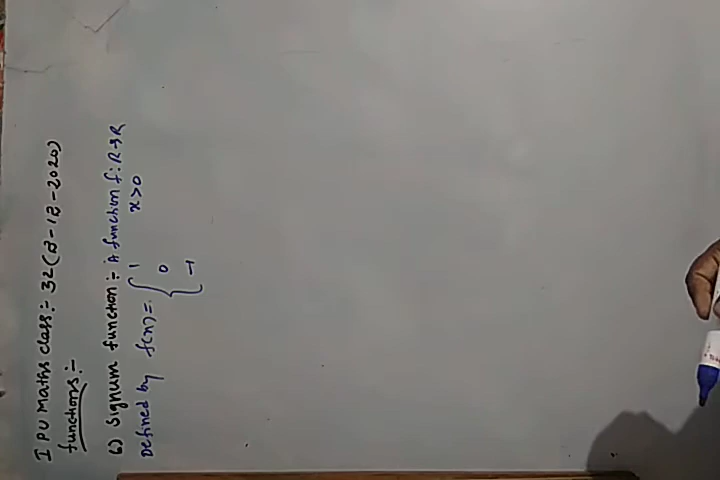 I PU Maths class:- 32(8-12-2020)
functions:-
6) Signum function:- A function f:R→R
Defined by f(x)= { 1 x>0
0
-1